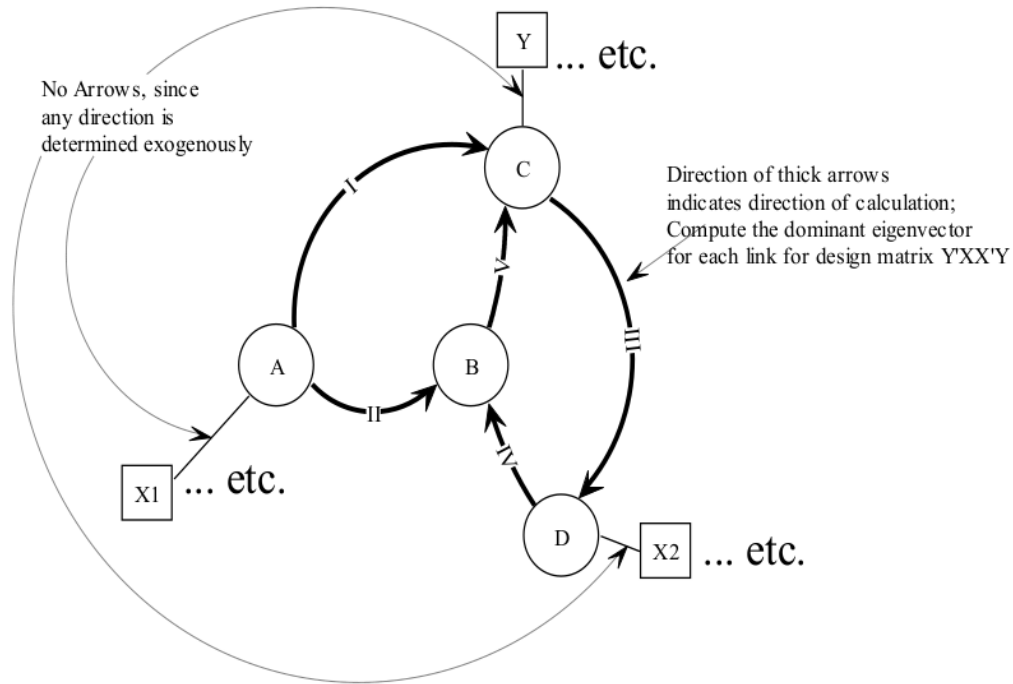 Y
... etc.
No Arrows, since
any direction is
determined exogenously
C
Direction of thick arrows
indicates direction of calculation;
Compute the dominant eigenvector
for each link for design matrix Y'XX'Y
I
V
III
A
B
II
IV
X1
... etc.
D
X2
... etc.